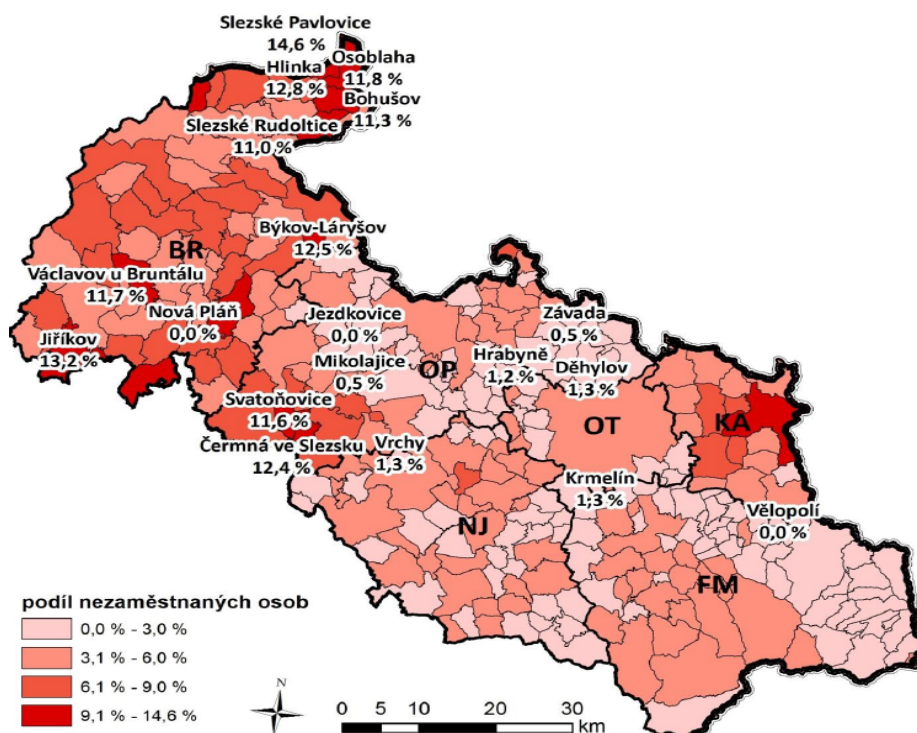 Slezské Pavlovice
14,6 %
Osoblaha
11,8 %
Hlinka
12,8 %
Bohušov
11,3 %
Slezské Rudoltice
11,0 %
Býkov-Láryšov
12,5 %
BR
Václavov u Bruntálu
11,7 %
Nová Pláň
0,0 %
Jiříkov
13,2 %
Jezdkovice
0,0 %
Mikolajice
0,5 %
OP
Hrabyně
1,2 %
Závada
0,5 %
Děhylov
1,3 %
Svatoňovice
11,6 %
Čermná ve Slezsku
12,4 %
Vrchy
1,3 %
OT
KA
Krmelín
1,3 %
Vělopolí
0,0 %
NJ
FM
podíl nezaměstnaných osob
0,0 % - 3,0 %
3,1 % - 6,0 %
6,1 % - 9,0 %
9,1 % - 14,6 %
N
0 5 10 20 30
km